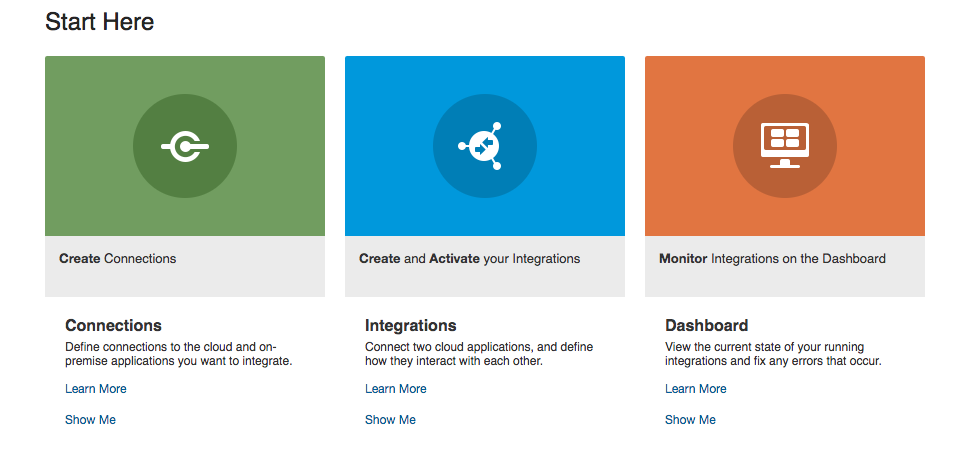 Start Here
Create Connections
Create and Activate your Integrations
Monitor Integrations on the Dashboard
Connections
Define connections to the cloud and on-
premise applications you want to integrate.
Learn More
Show Me
Integrations
Connect two cloud applications, and define
how they interact with each other.
Learn More
Show Me
Dashboard
View the current state of your running
integrations and fix any errors that occur.
Learn More
Show Me